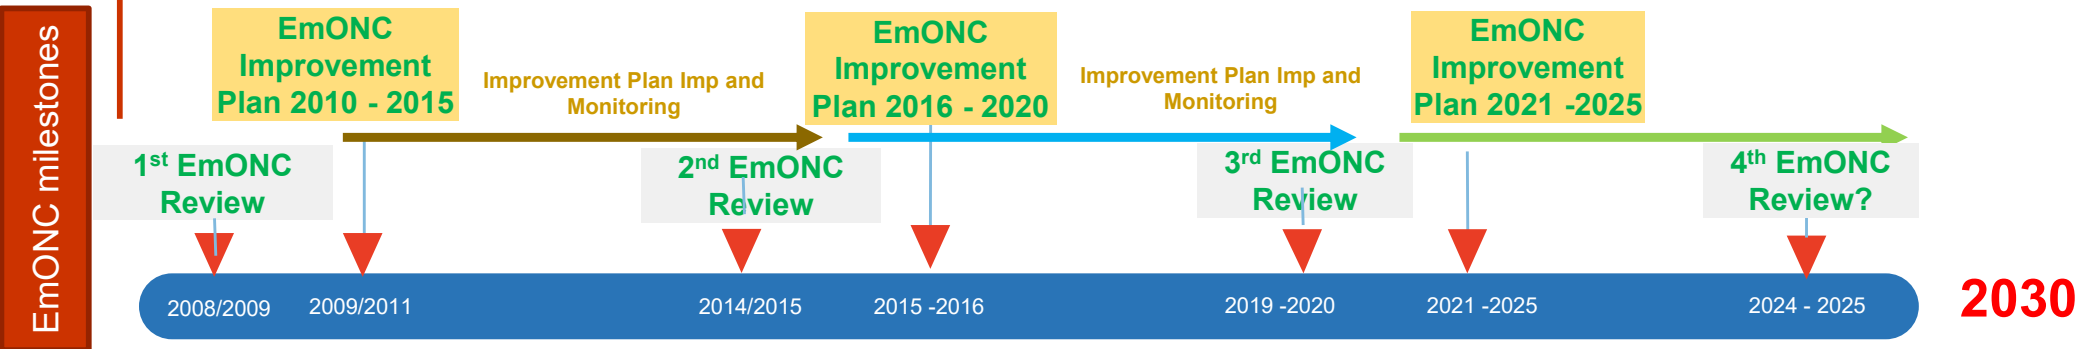 EmONC milestones
EmONC
Improvement
Plan 2010 - 2015
Improvement Plan Imp and
Monitoring
EmONC
Improvement
Plan 2016 - 2020
Improvement Plan Imp and
Monitoring
EmONC
Improvement
Plan 2021 -2025
1st EmONC
Review
2nd EmONC
Review
3rd EmONC
Review
4th EmONC
Review?
2008/2009
2009/2011
2014/2015
2015 -2016
2019 -2020
2021 -2025
2024 - 2025
2030